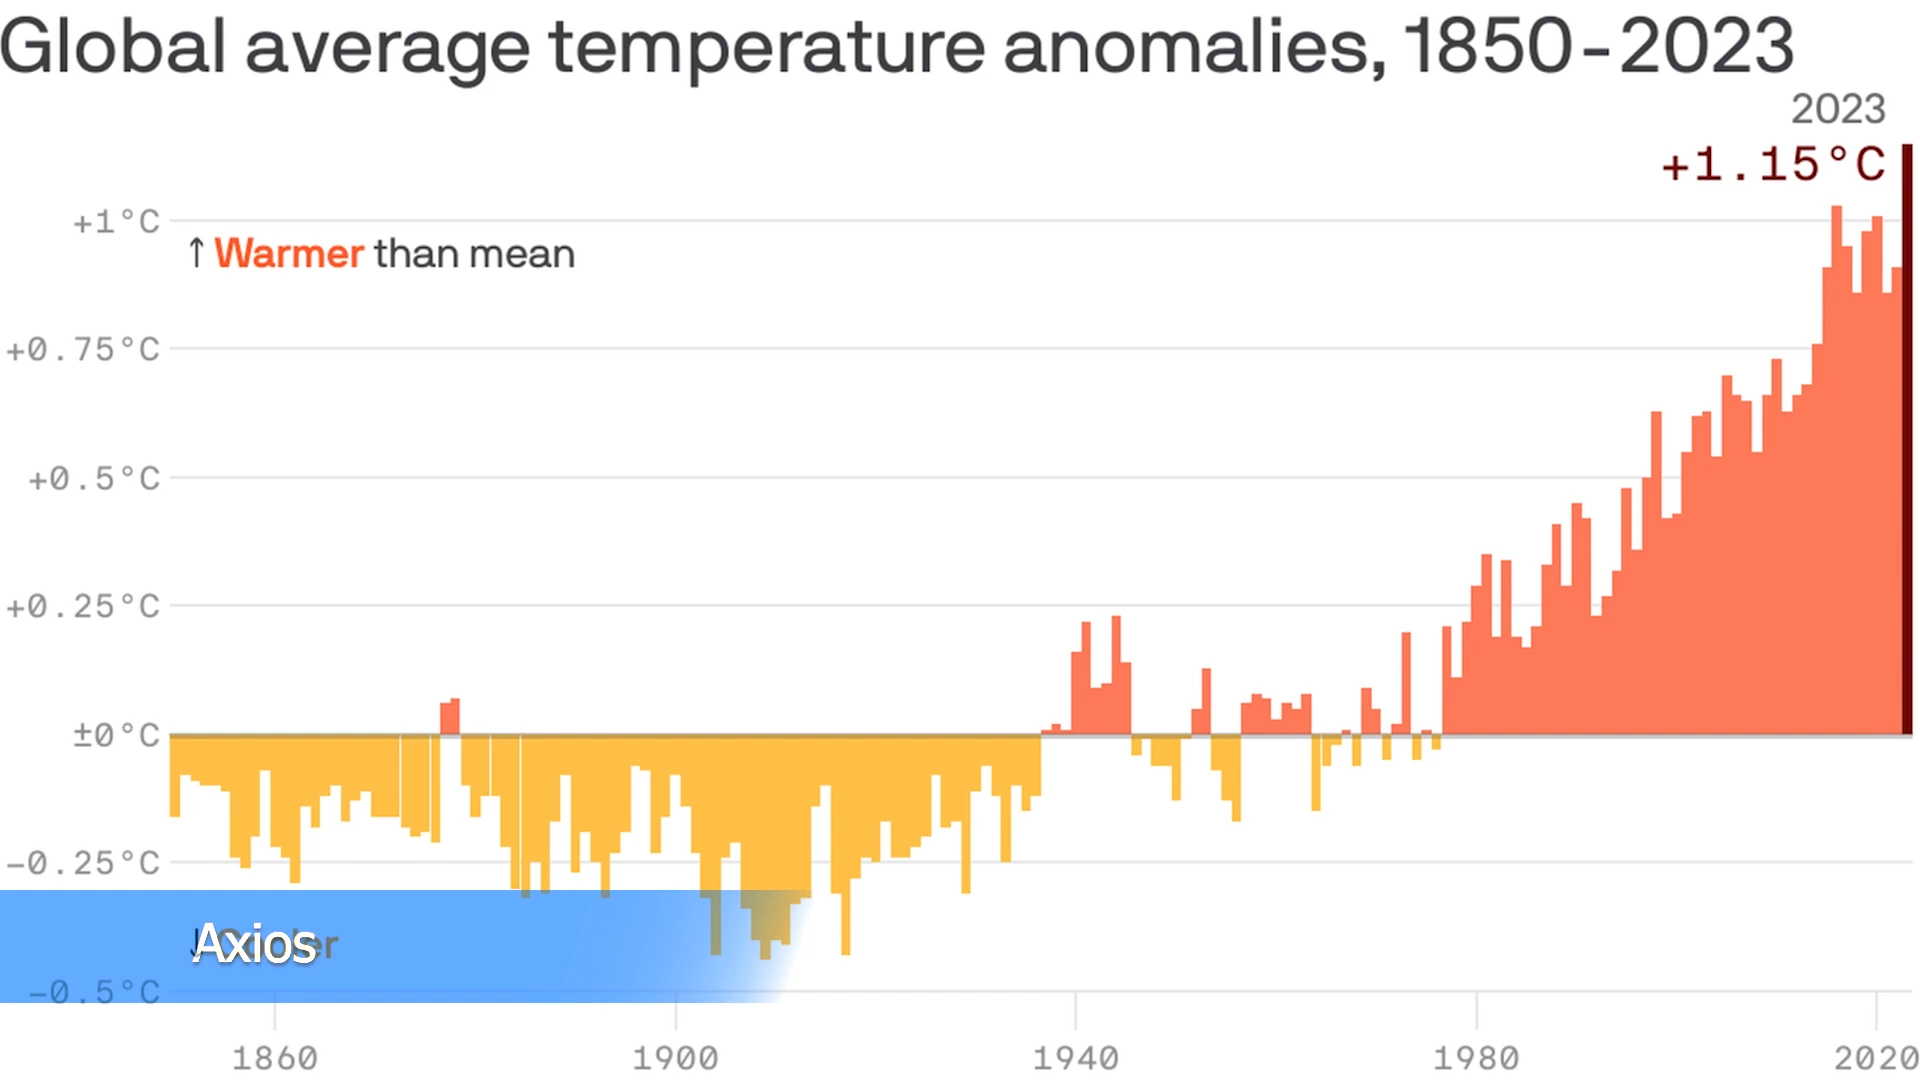 Global average temperature anomalies, 1850-2023
2023
+1.15°C
+1°C
↑ Warmer than mean
+0.75°C
+0.5°C
+0.25°C
±0°C
-0.25°C
↓ Cooler
Axios
-0.5°C
1860 1900 1940 1980 2020